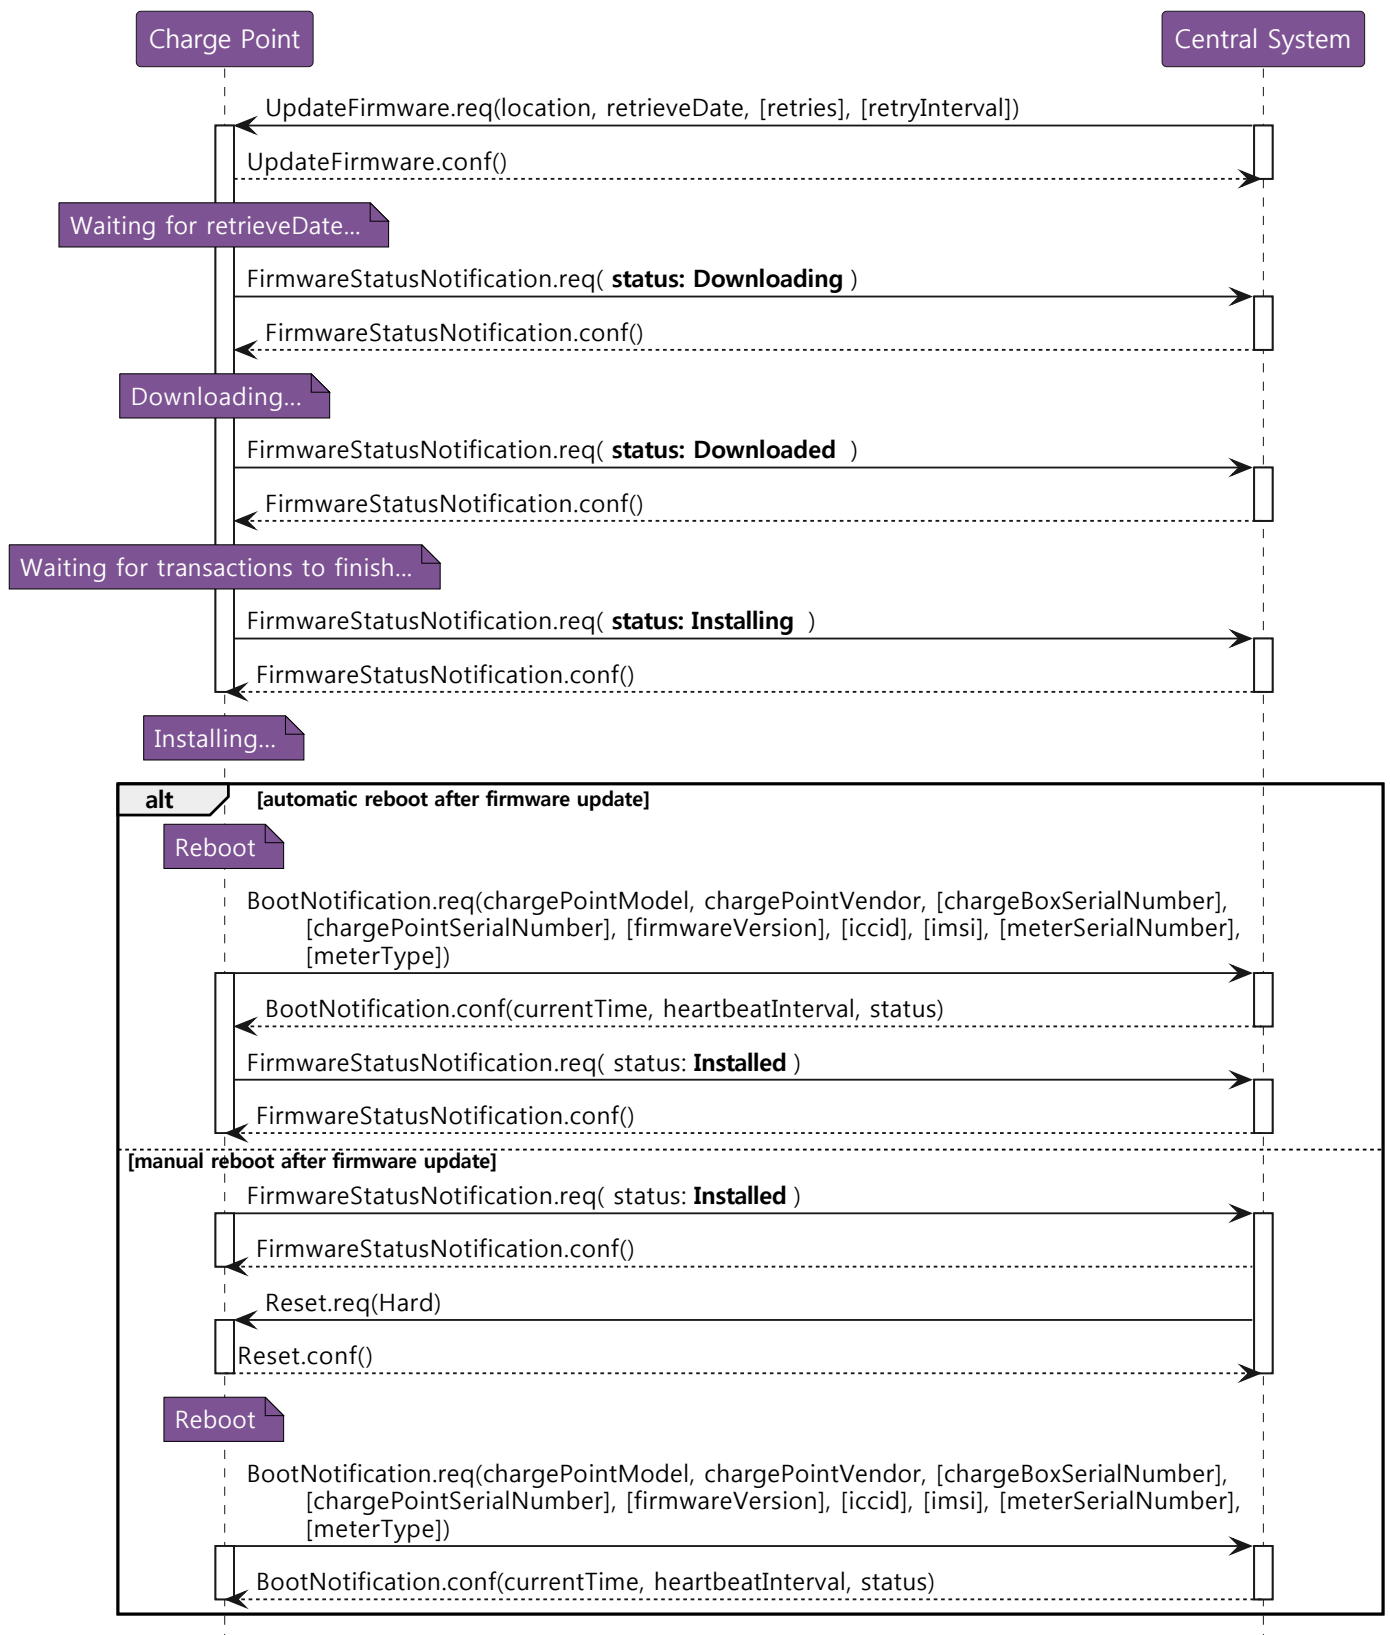 Charge Point
Central System
UpdateFirmware.req(location, retrieveDate, [retries], [retryInterval])
UpdateFirmware.conf()
Waiting for retrieveDate...
FirmwareStatusNotification.req( status: Downloading )
FirmwareStatusNotification.conf()
Downloading...
FirmwareStatusNotification.req( status: Downloaded )
FirmwareStatusNotification.conf()
Waiting for transactions to finish...
FirmwareStatusNotification.req( status: Installing )
FirmwareStatusNotification.conf()
Installing...
alt [automatic reboot after firmware update]
Reboot
BootNotification.req(chargePointModel, chargePointVendor, [chargeBoxSerialNumber],
[chargePointSerialNumber], [firmwareVersion], [iccid], [imsi], [meterSerialNumber],
[meterType])
BootNotification.conf(currentTime, heartbeatInterval, status)
FirmwareStatusNotification.req( status: Installed )
FirmwareStatusNotification.conf()
[manual reboot after firmware update]
FirmwareStatusNotification.req( status: Installed )
FirmwareStatusNotification.conf()
Reset.req(Hard)
Reset.conf()
Reboot
BootNotification.req(chargePointModel, chargePointVendor, [chargeBoxSerialNumber],
[chargePointSerialNumber], [firmwareVersion], [iccid], [imsi], [meterSerialNumber],
[meterType])
BootNotification.conf(currentTime, heartbeatInterval, status)